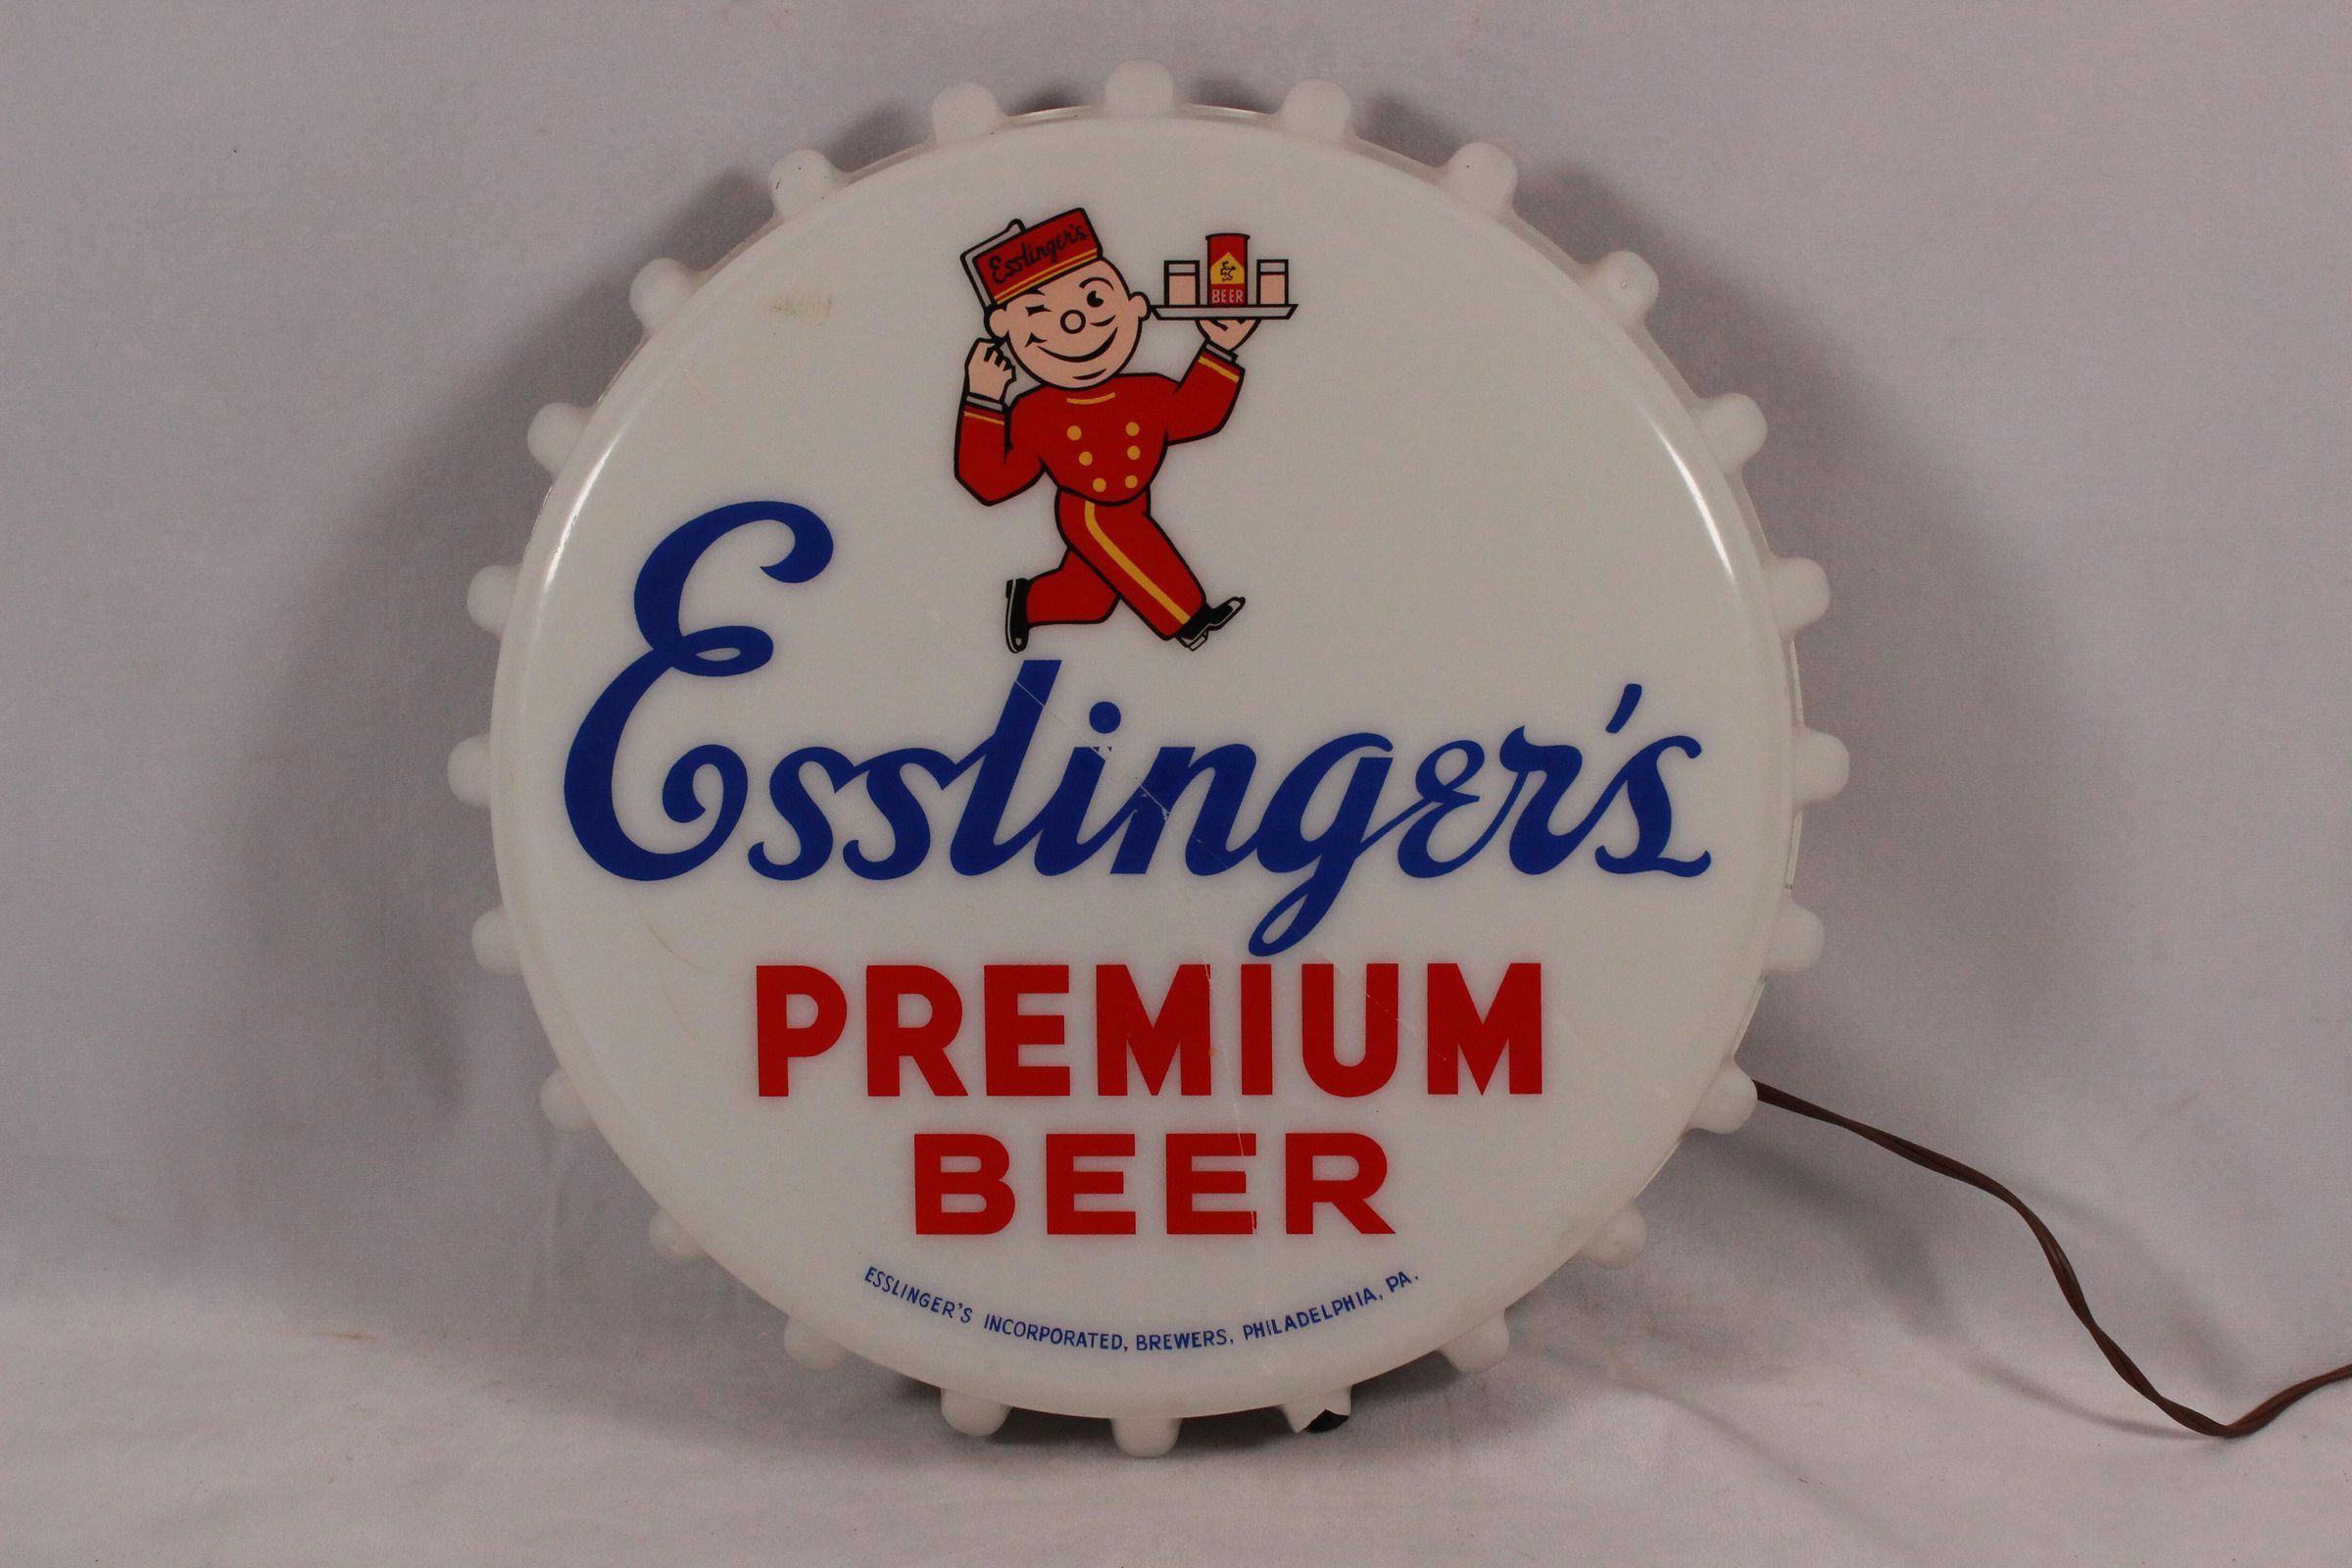 Esslinger's
BEER
Esslinger's
PREMIUM
BEER
ESSLINGER'S INCORPORATED, BREWERS, PHILADELPHIA, PA.